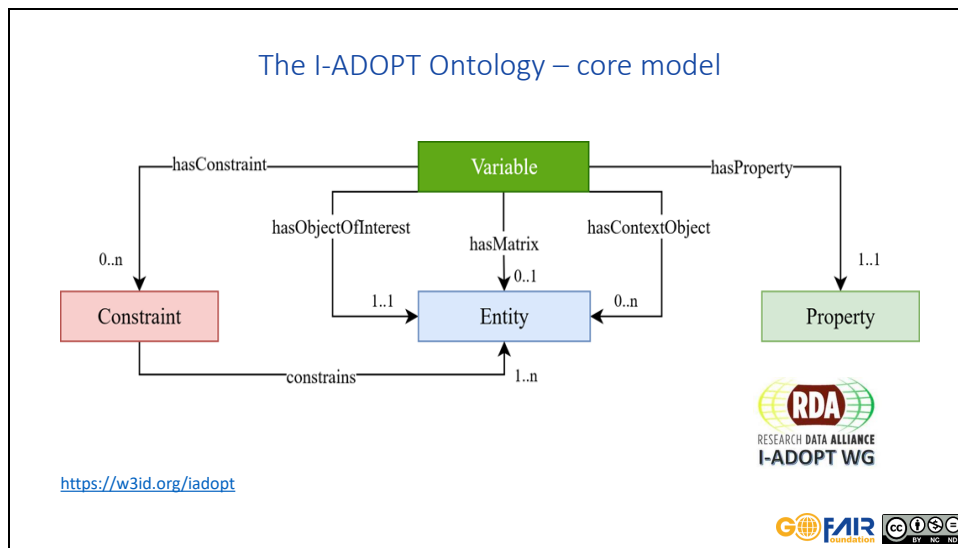 The I-ADOPT Ontology – core model
Variable
hasConstraint
hasProperty
hasObjectOfInterest
hasContextObject
hasMatrix
0..n
1..1
0..1
1..1
0..n
Constraint
Entity
Property
constrains
1..n
RDA
RESEARCH DATA ALLIANCE
I-ADOPT WG
https://w3id.org/iadopt
GO FAIR
Foundation
cc
BY NC ND